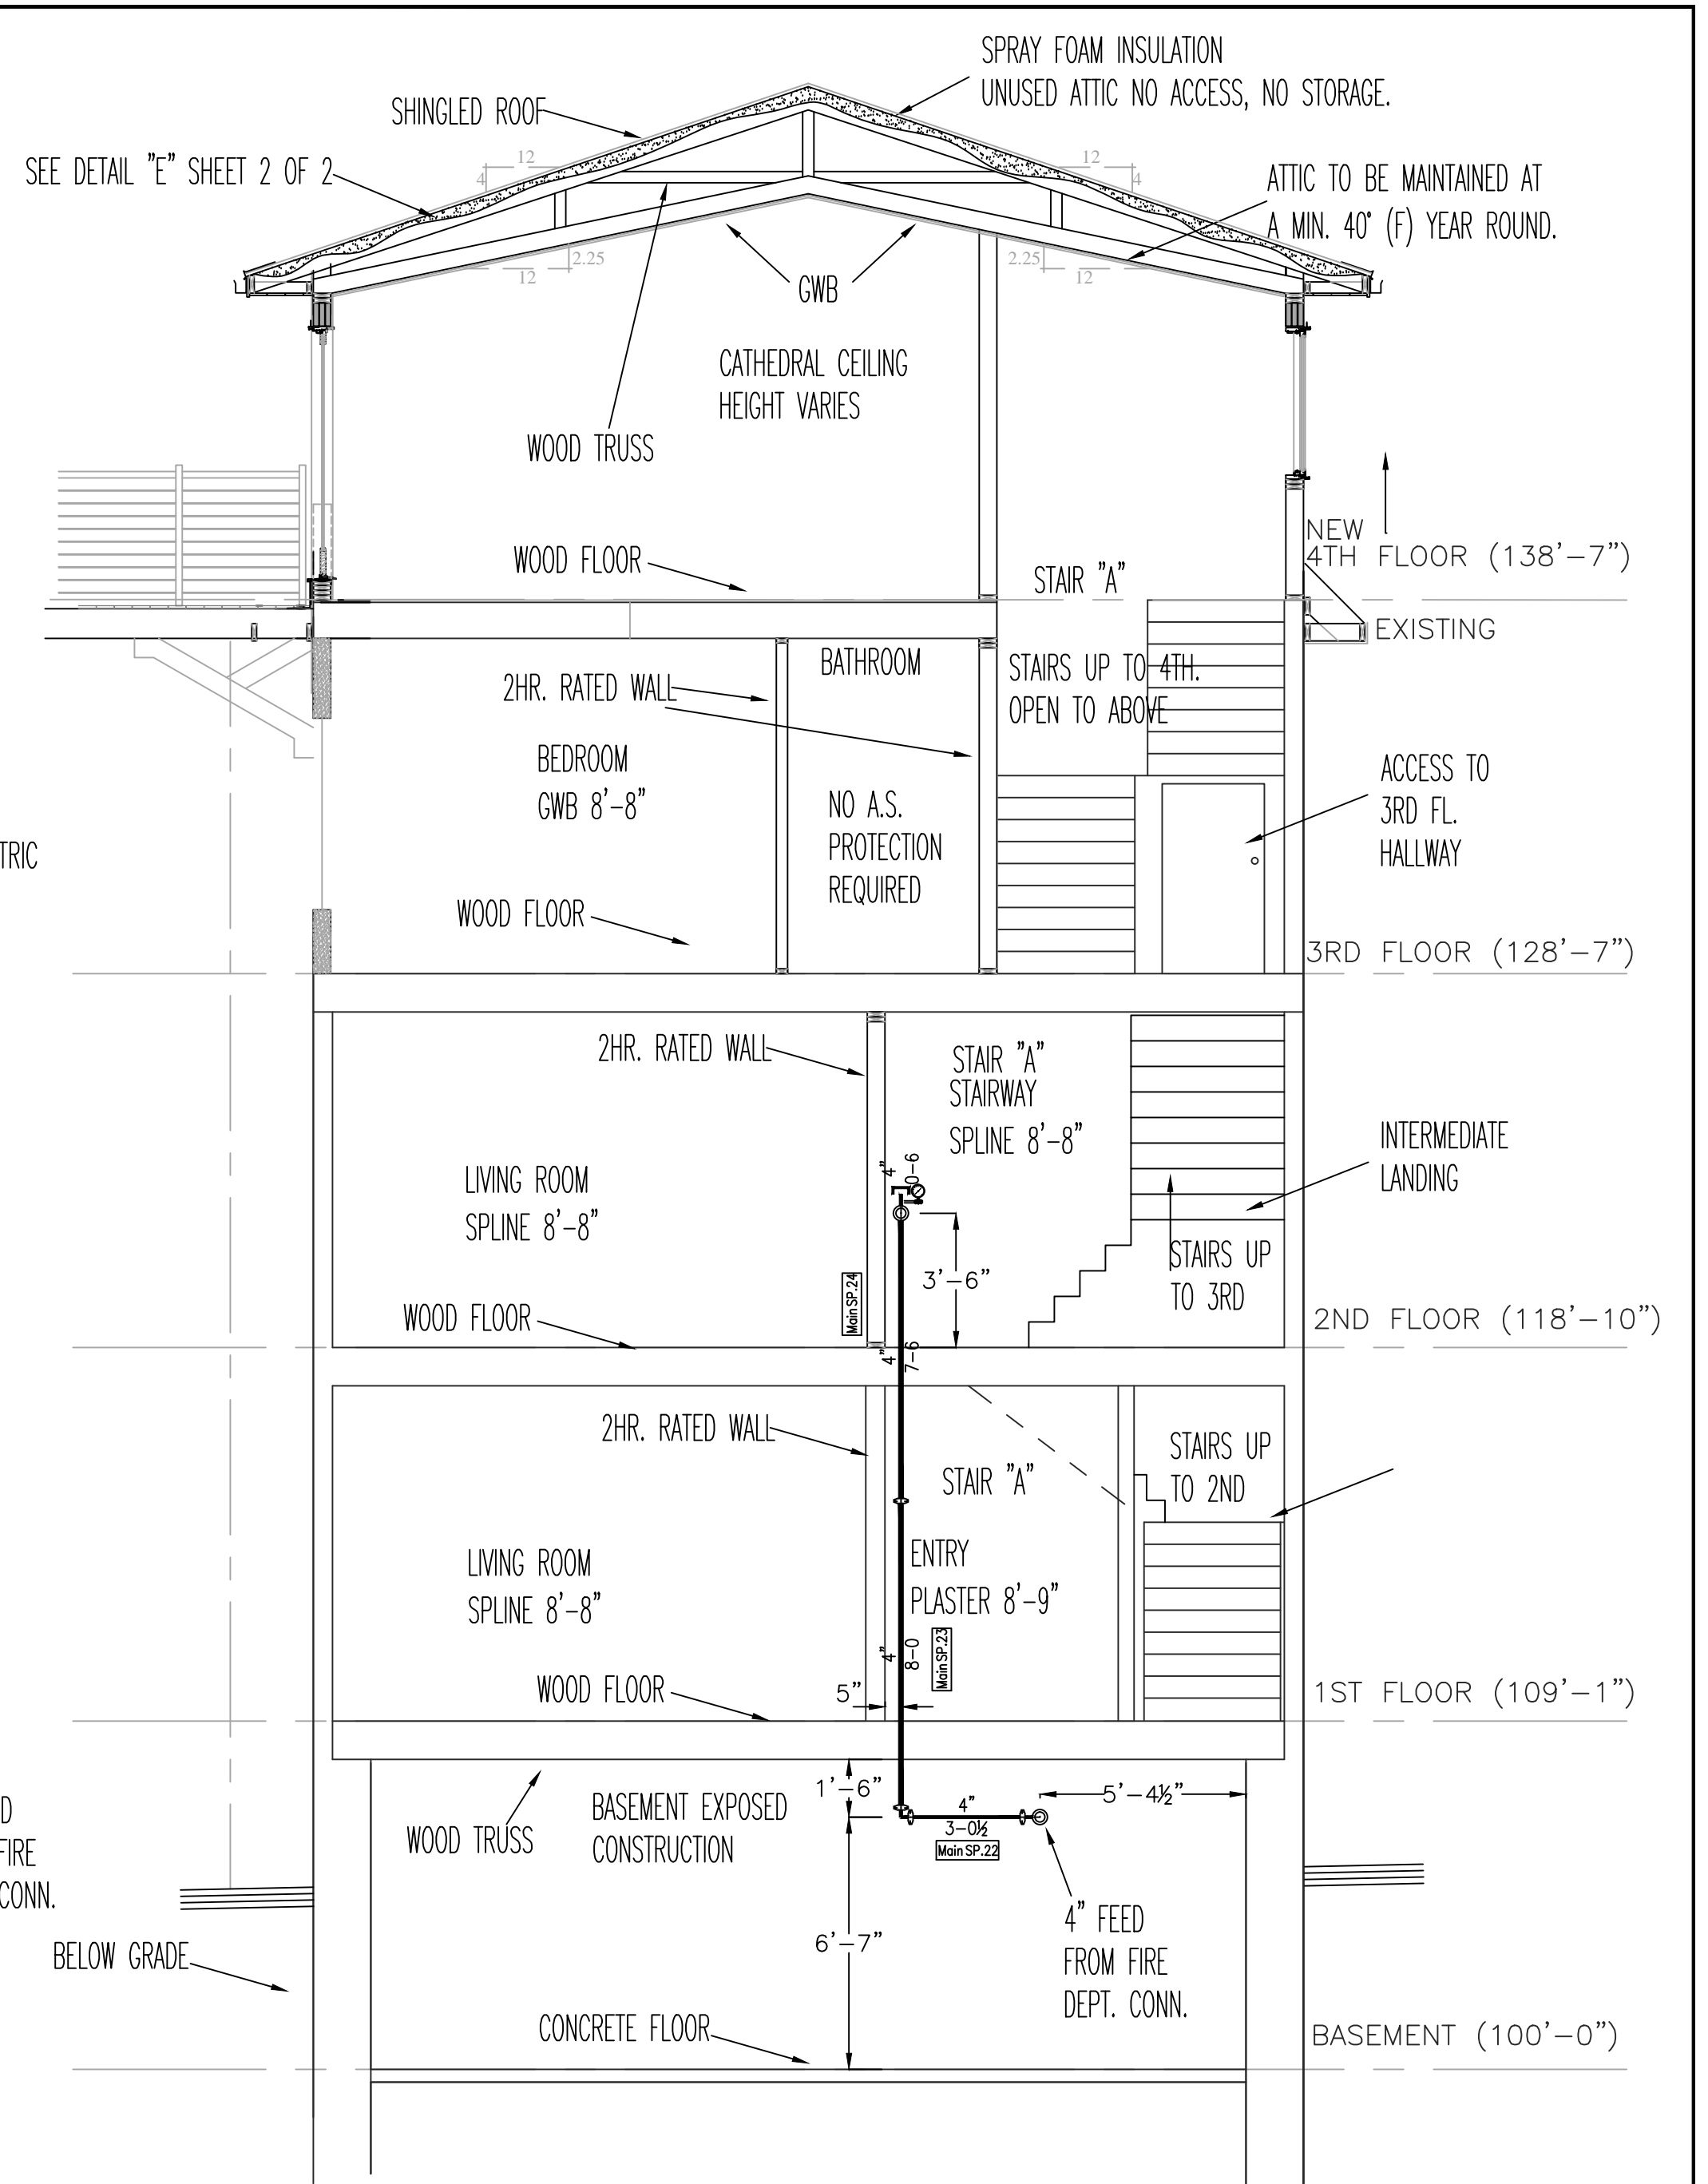 SPRAY FOAM INSULATION
UNUSED ATTIC NO ACCESS, NO STORAGE.
SHINGLED ROOF
SEE DETAIL "E" SHEET 2 OF 2
12
4
12
4
ATTIC TO BE MAINTAINED AT
A MIN. 40° (F) YEAR ROUND.
2.25
12
2.25
12
GWB
CATHEDRAL CEILING
HEIGHT VARIES
WOOD TRUSS
NEW
4TH FLOOR (138'-7")
WOOD FLOOR
STAIR "A"
EXISTING
BATHROOM
2HR. RATED WALL
STAIRS UP TO 4TH.
OPEN TO ABOVE
BEDROOM
GWB 8'-8"
NO A.S.
PROTECTION
REQUIRED
ACCESS TO
3RD FL.
HALLWAY
TRIC
WOOD FLOOR
3RD FLOOR (128'-7")
2HR. RATED WALL
STAIR "A"
STAIRWAY
SPLINE 8'-8"
INTERMEDIATE
LANDING
LIVING ROOM
SPLINE 8'-8"
4"
0-6
3'-6"
STAIRS UP
TO 3RD
Main SP.24
WOOD FLOOR
2ND FLOOR (118'-10")
4"
7-6
2HR. RATED WALL
STAIR "A"
STAIRS UP
TO 2ND
LIVING ROOM
SPLINE 8'-8"
ENTRY
PLASTER 8'-9"
4"
8-0
Main SP.23
WOOD FLOOR
5"
1ST FLOOR (109'-1")
1'-6"
5'-4½"
BASEMENT EXPOSED
CONSTRUCTION
WOOD TRUSS
4"
3-0½
Main SP.22
D
FIRE
CONN.
4" FEED
FROM FIRE
DEPT. CONN.
6'-7"
BELOW GRADE
CONCRETE FLOOR
BASEMENT (100'-0")